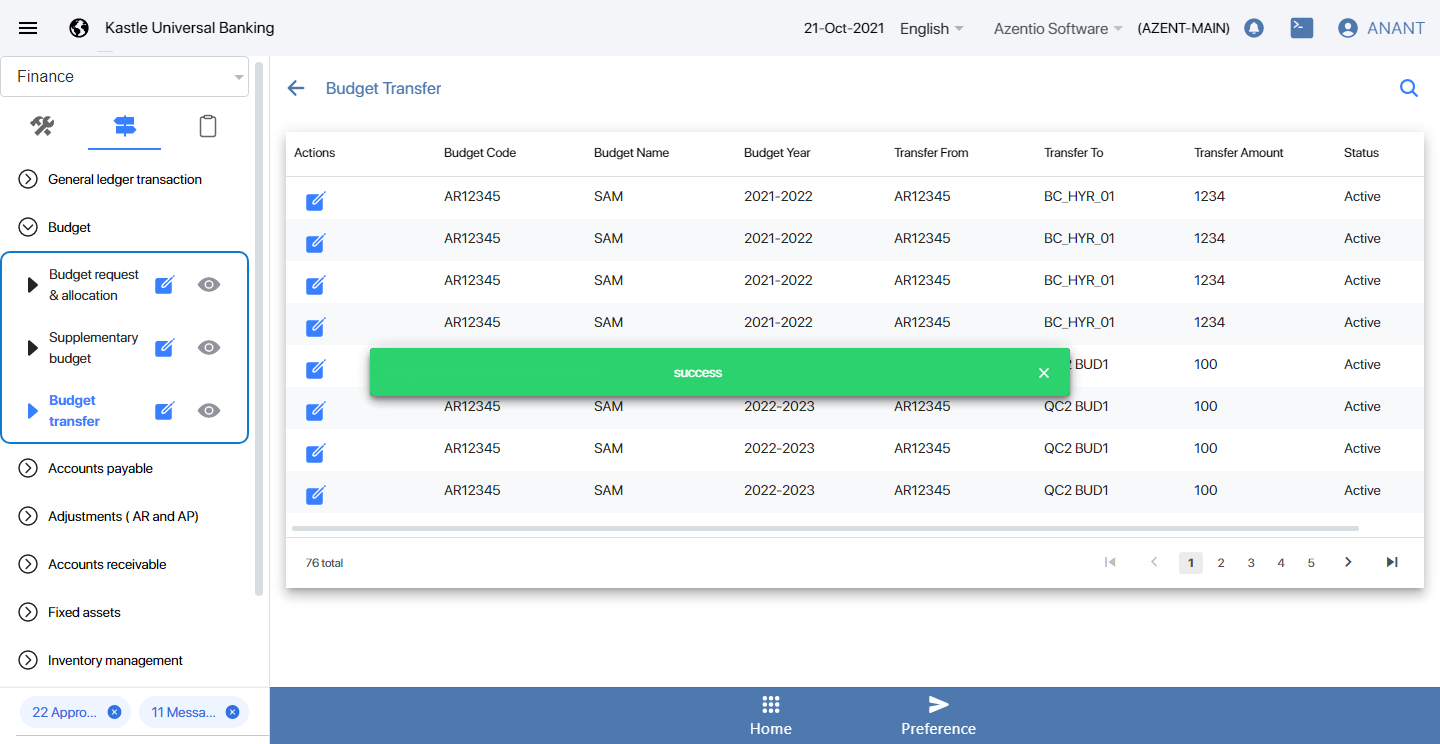 Kastle Universal Banking
21-Oct-2021 English Azentio Software (AZENT-MAIN) ANANT
Finance
General ledger transaction
Budget
Budget request
& allocation
Supplementary
budget
Budget
transfer
Accounts payable
Adjustments ( AR and AP)
Accounts receivable
Fixed assets
Inventory management
22 Appro...
11 Messa...
Budget Transfer
Actions Budget Code Budget Name Budget Year Transfer From Transfer To Transfer Amount Status
AR12345 SAM 2021-2022 AR12345 BC_HYR_01 1234 Active
AR12345 SAM 2021-2022 AR12345 BC_HYR_01 1234 Active
AR12345 SAM 2021-2022 AR12345 BC_HYR_01 1234 Active
AR12345 SAM 2021-2022 AR12345 BC_HYR_01 1234 Active
BUD1 100 Active
success
AR12345 SAM 2022-2023 AR12345 QC2 BUD1 100 Active
AR12345 SAM 2022-2023 AR12345 QC2 BUD1 100 Active
AR12345 SAM 2022-2023 AR12345 QC2 BUD1 100 Active
76 total 1 2 3 4 5
Home Preference